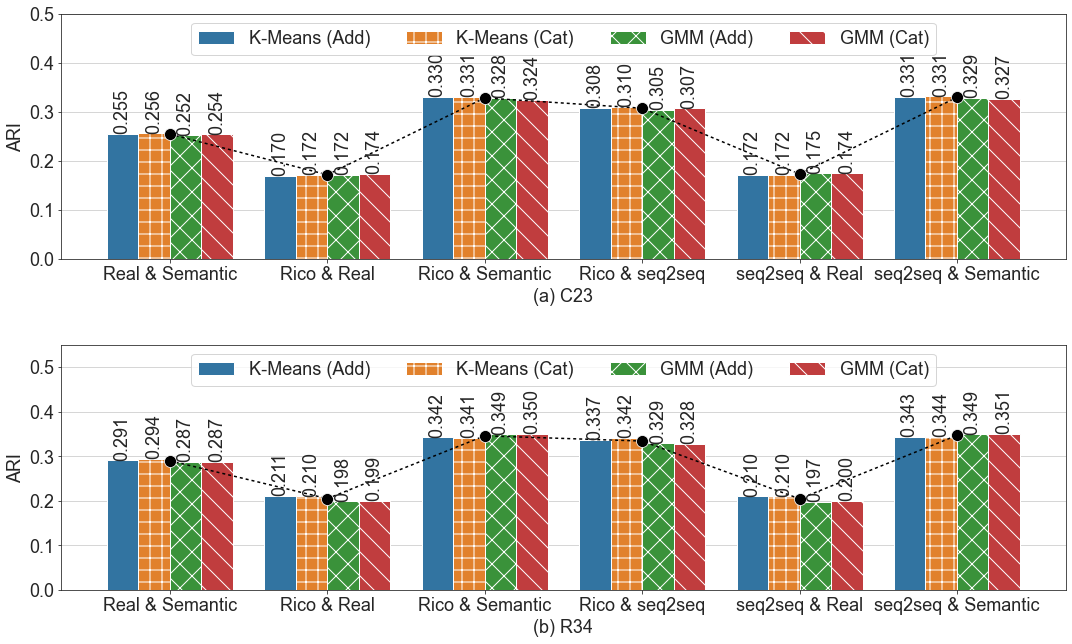 0.5
K-Means (Add) K-Means (Cat) GMM (Add) GMM (Cat)
0.4
0.3
0.2
0.1
0.0
ARI
0.255 0.256 0.252 0.254
0.170 0.172 0.172 0.174
0.330 0.331 0.328 0.324
0.308 0.310 0.305 0.307
0.172 0.172 0.175 0.174
0.331 0.331 0.329 0.327
Real & Semantic Rico & Real Rico & Semantic Rico & seq2seq seq2seq & Real seq2seq & Semantic
(a) C23
K-Means (Add) K-Means (Cat) GMM (Add) GMM (Cat)
0.5
0.4
0.3
0.2
0.1
0.0
ARI
0.291 0.294 0.287 0.287
0.211 0.210 0.198 0.199
0.342 0.341 0.349 0.350
0.337 0.342 0.329 0.328
0.210 0.210 0.197 0.200
0.343 0.344 0.349 0.351
Real & Semantic Rico & Real Rico & Semantic Rico & seq2seq seq2seq & Real seq2seq & Semantic
(b) R34